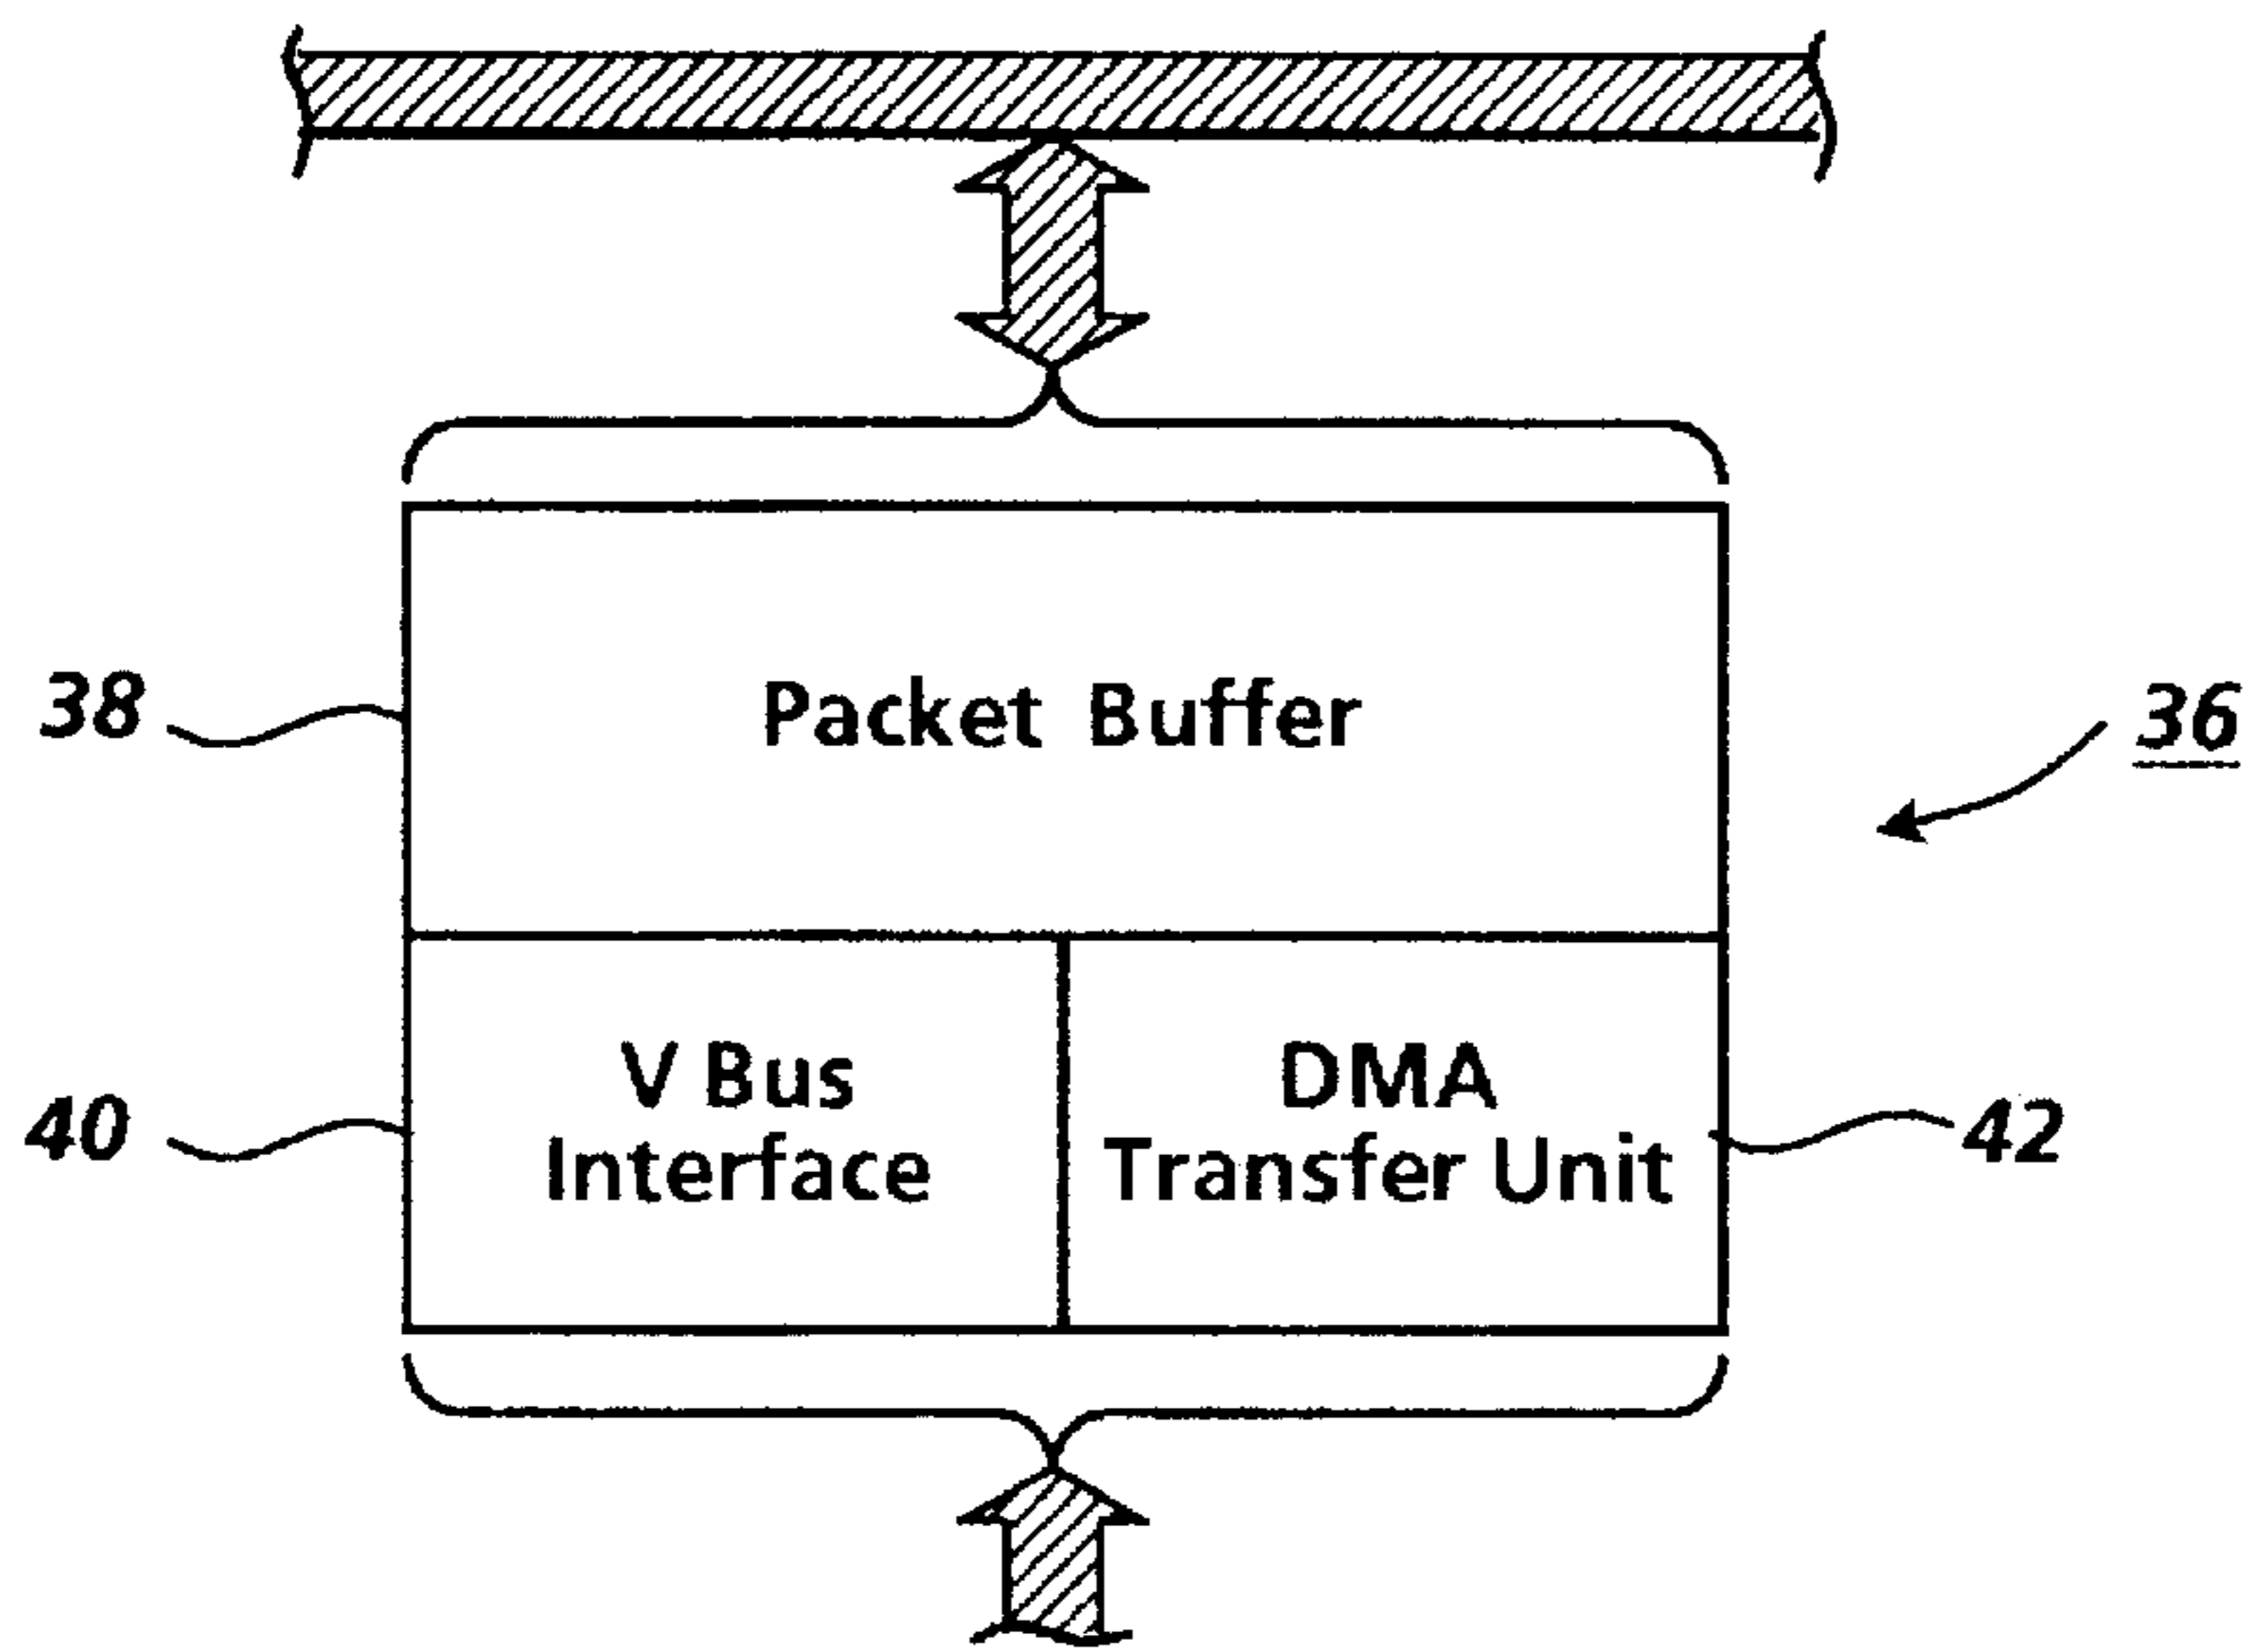 38
Packet Buffer
36
V Bus
Interface
DMA
Transfer Unit
40
42